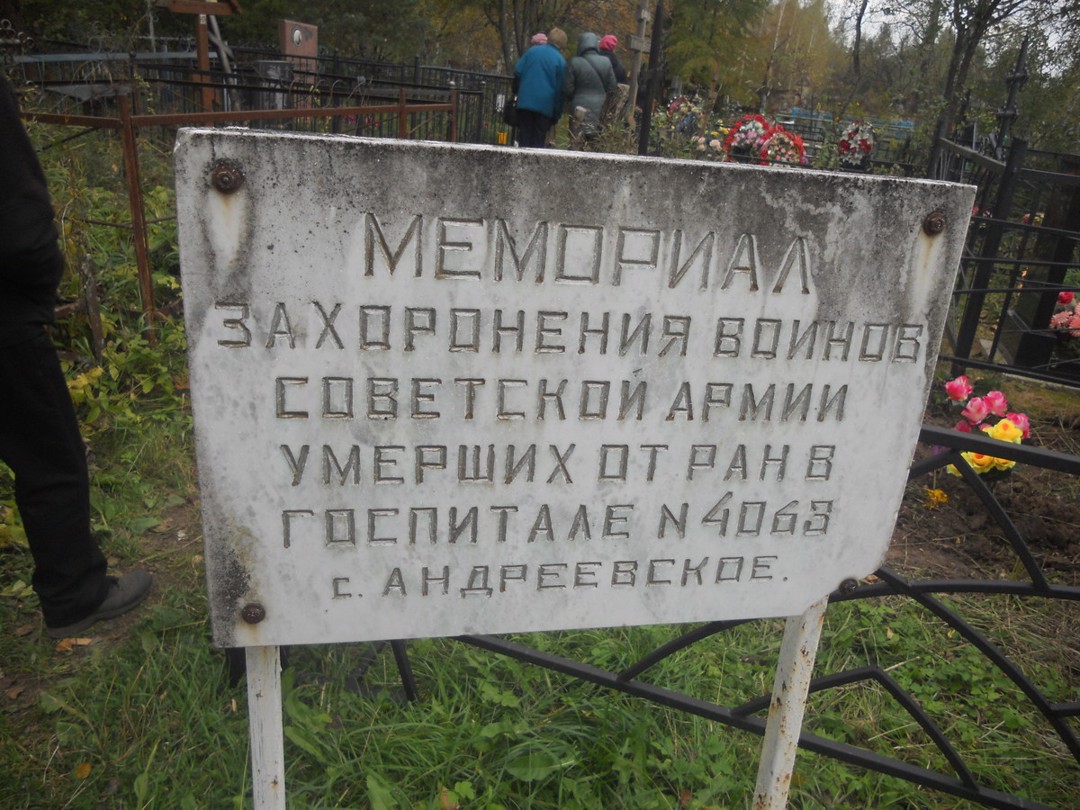 МЕМОРИАЛ
ЗАХОРОНЕНИЯ ВОИНОВ
СОВЕТСКОЙ АРМИИ
УМЕРШИХ ОТ РАН В
ГОСПИТАЛЕ N 4063
с. АНДРЕЕВСКОЕ.